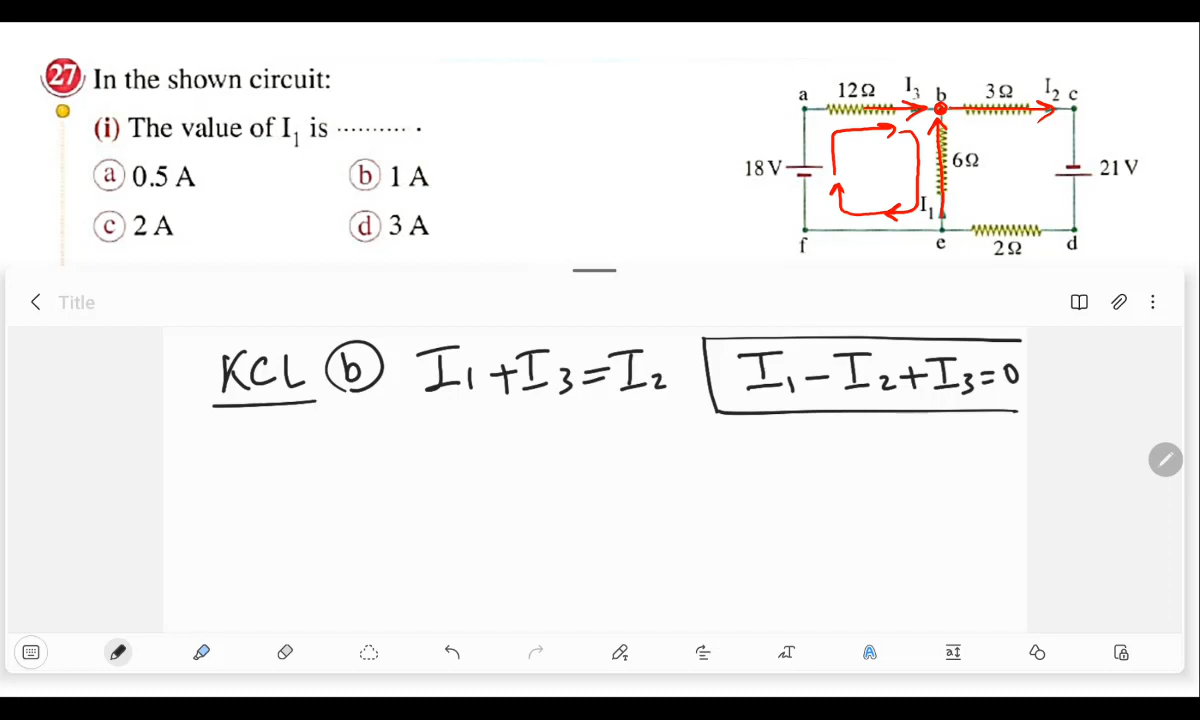 27 In the shown circuit:
(i) The value of I₁ is ·········· ·
a 0.5 A b 1 A
c 2 A d 3 A
a 12Ω I₃ b 3Ω I₂ c
18 V 6Ω 21 V
I₁
f e 2Ω d
Title
KCL b I₁ + I₃ = I₂ I₁ - I₂ + I₃ = 0